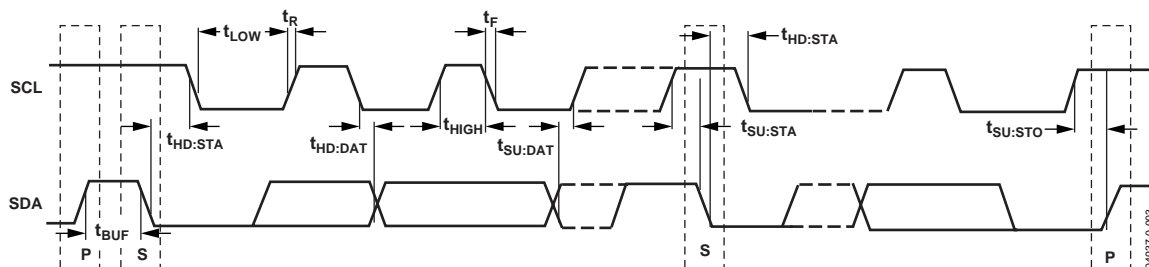 tR
tF
tLOW
tHD:STA
SCL
tHD:STA
tHD:DAT
tHIGH
tSU:DAT
tSU:STA
tSU:STO
SDA
tBUF
P
S
S
P